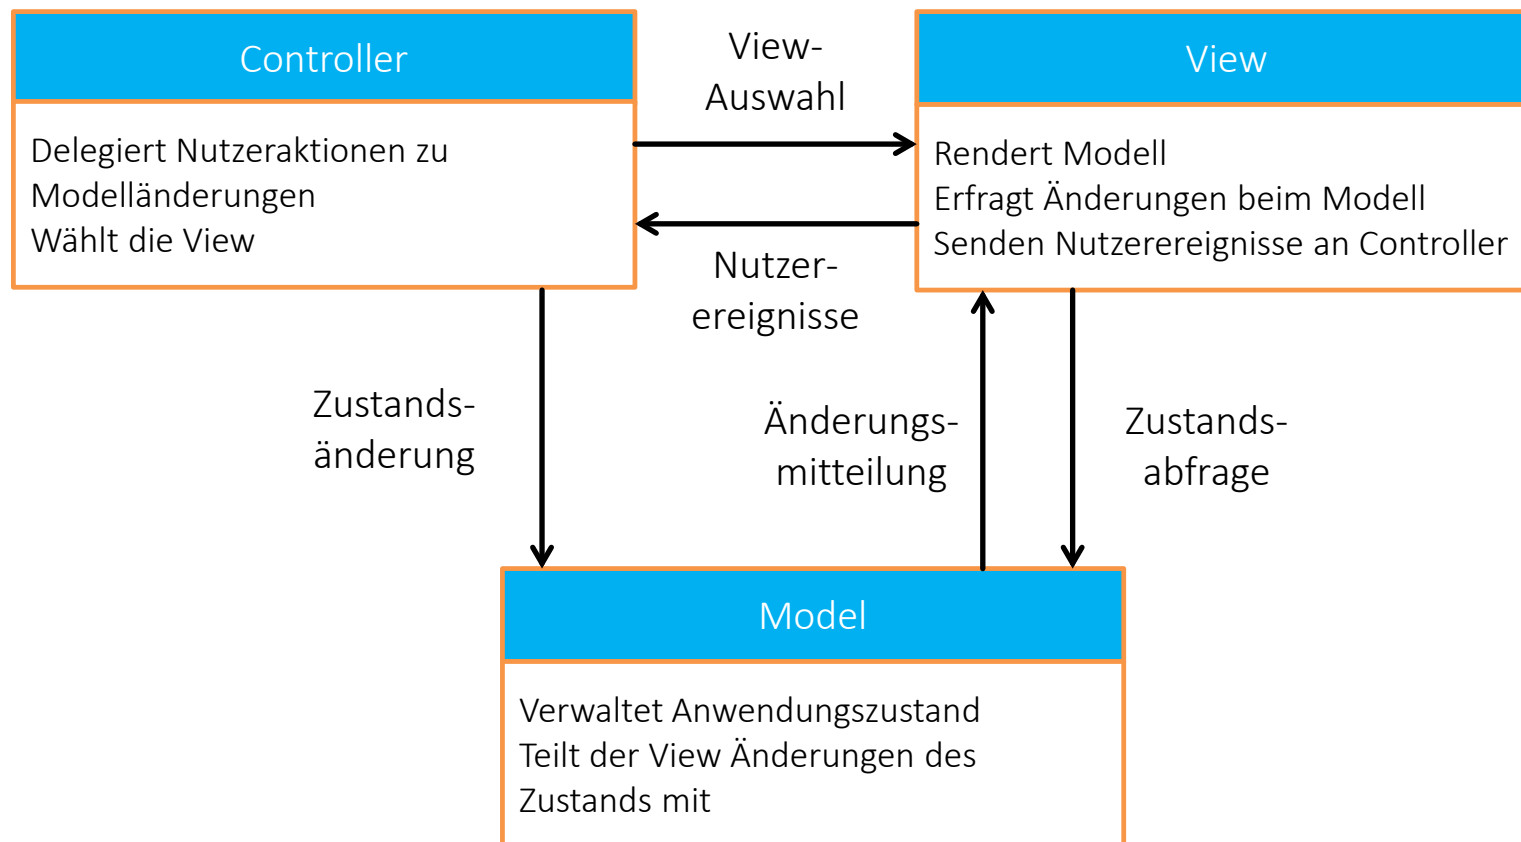 Controller
Delegiert Nutzeraktionen zu
Modelländerungen
Wählt die View
View-
Auswahl
Nutzer-
ereignisse
View
Rendert Modell
Erfragt Änderungen beim Modell
Senden Nutzerereignisse an Controller
Zustands-
änderung
Änderungs-
mitteilung
Zustands-
abfrage
Model
Verwaltet Anwendungszustand
Teilt der View Änderungen des
Zustands mit